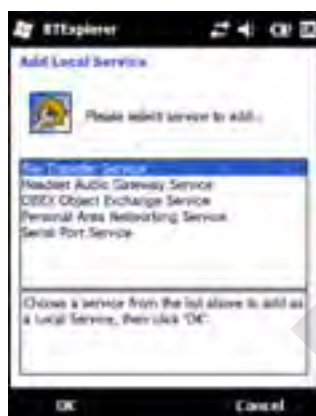 BTExplorer
Add Local Service
Please select service to add...
File Transfer Service
Headset Audio Gateway Service
OBEX Object Exchange Service
Personal Area Networking Service
Serial Port Service
Choose a service from the list above to add as
a Local Service, then click 'OK'
OK
Cancel